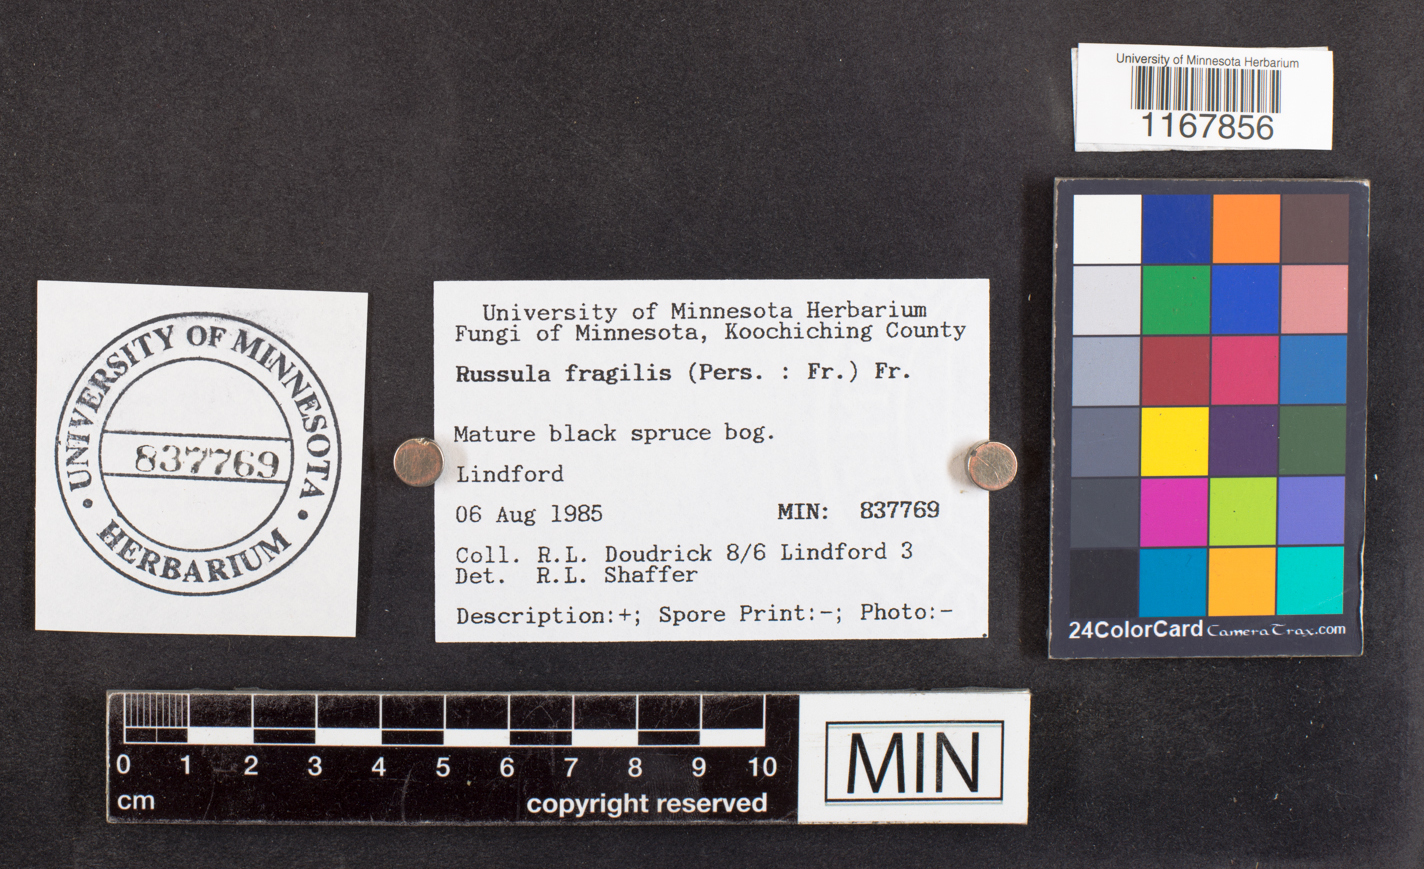 University of Minnesota Herbarium
1167856
UNIVERSITY OF MINNESOTA
837769
HERBARIUM
University of Minnesota Herbarium
Fungi of Minnesota, Koochiching County
Russula fragilis (Pers. : Fr.) Fr.
Mature black spruce bog.
Lindford
06 Aug 1985 MIN: 837769
Coll. R.L. Doudrick 8/6 Lindford 3
Det. R.L. Shaffer
Description:+; Spore Print:-; Photo:-
24ColorCard CameraTrax.com
0 1 2 3 4 5 6 7 8 9 10
cm copyright reserved
MIN